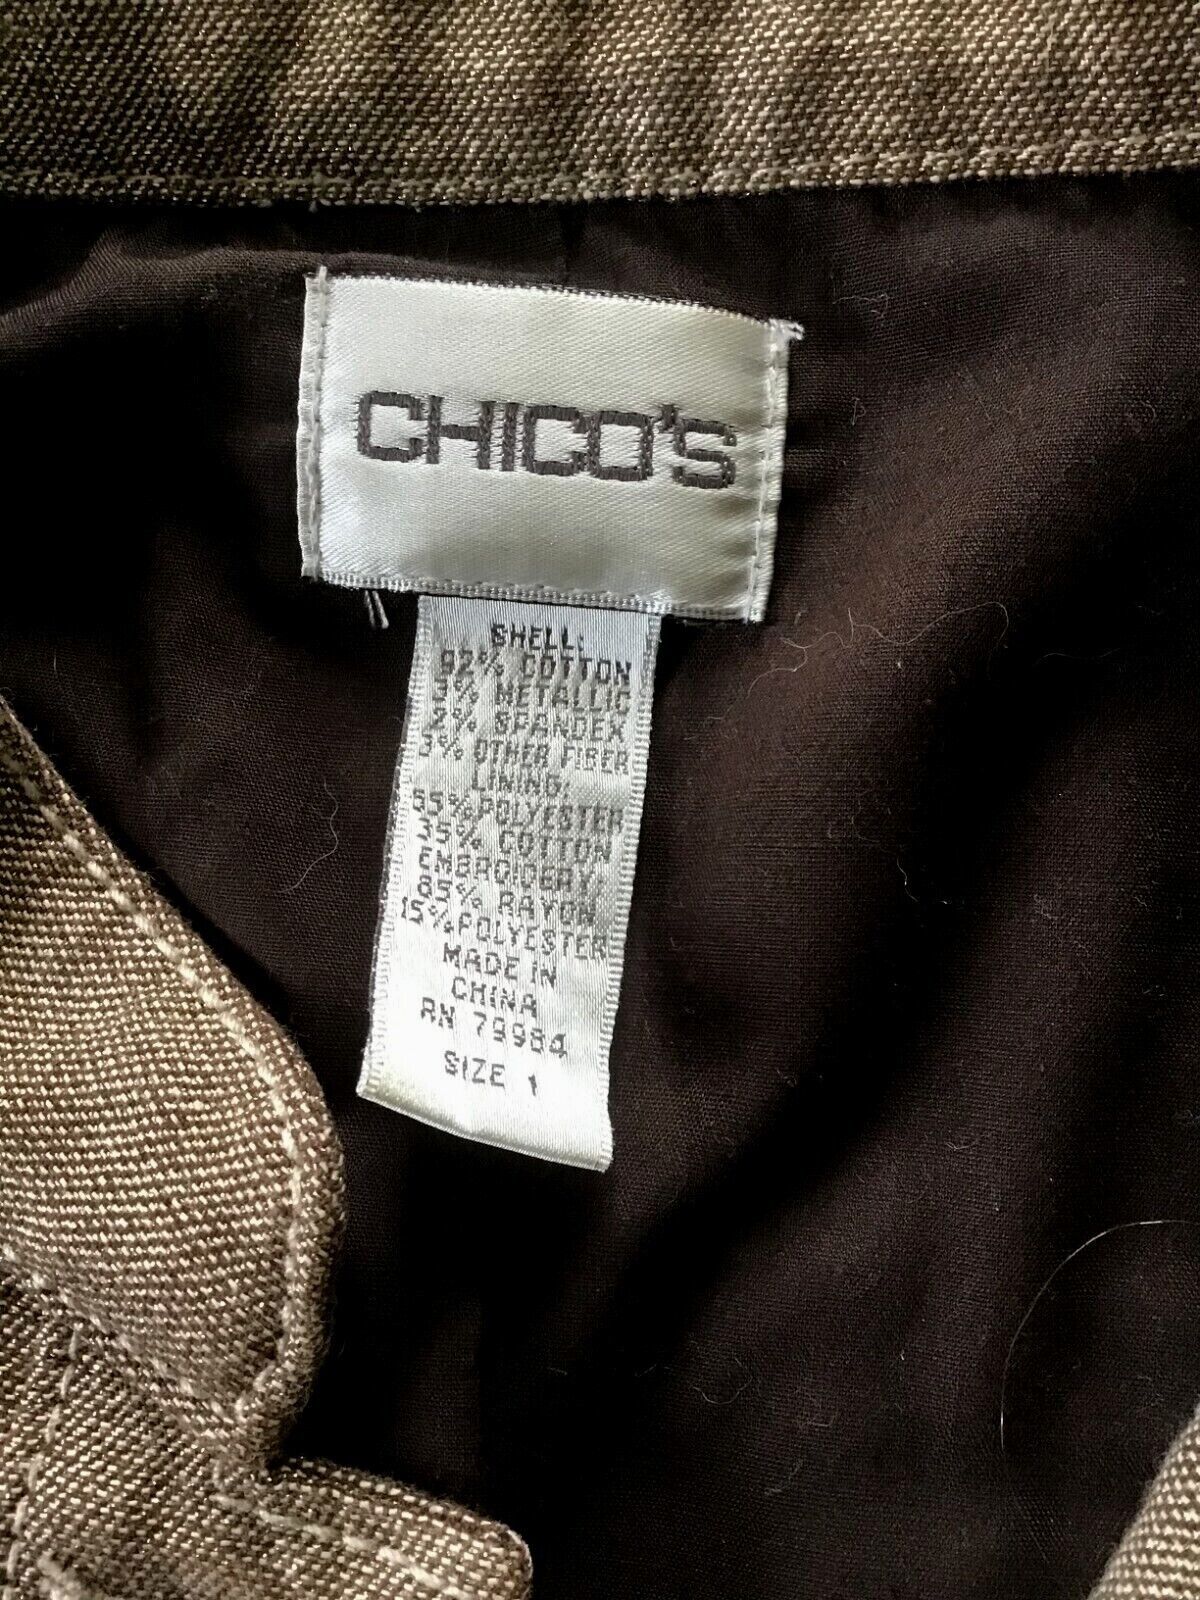 CHICO'S
SHELL:
92% COTTON
3% METALLIC
2% SPANDEX
3% OTHER FIBER
LINING:
65% POLYESTER
35% COTTON
EMBROIDERY:
85% RAYON
15% POLYESTER
MADE IN
CHINA
RN 79984
SIZE 1